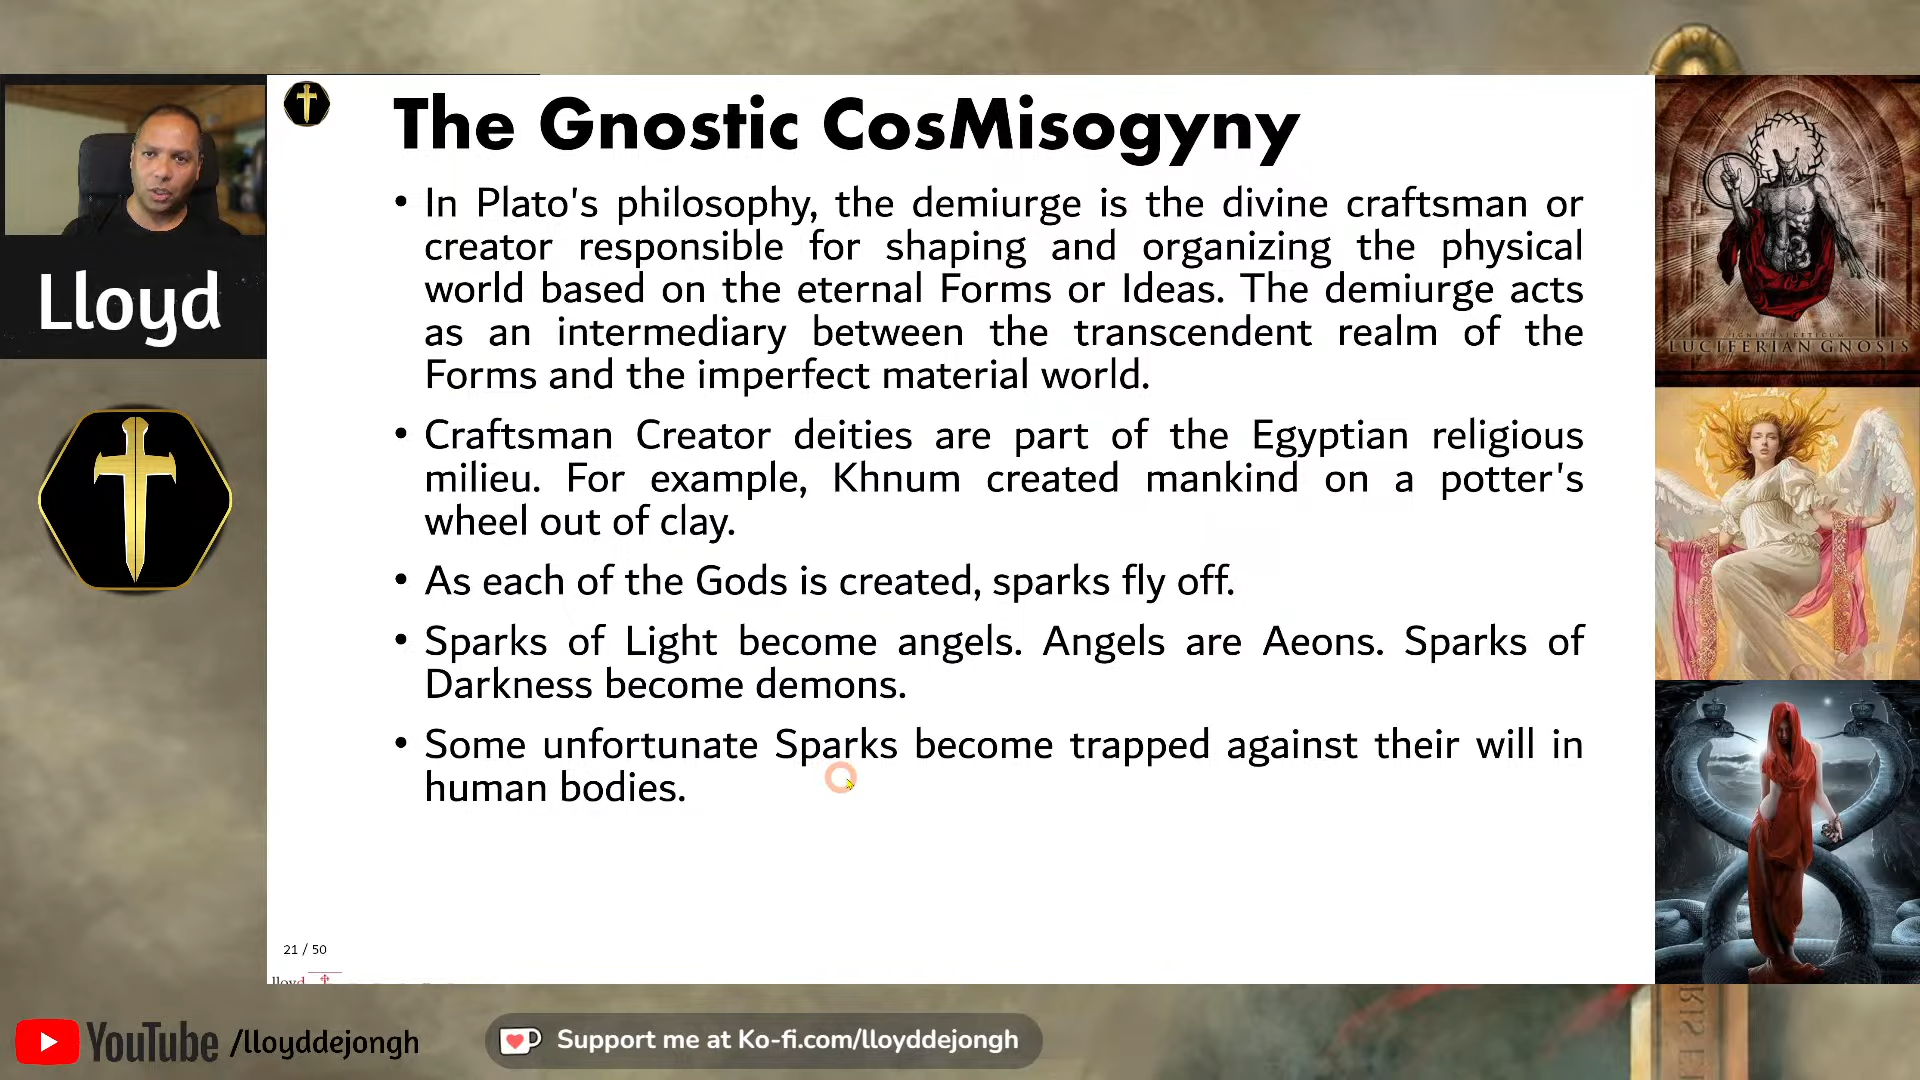 The Gnostic CosMisogyny
• In Plato's philosophy, the demiurge is the divine craftsman or
creator responsible for shaping and organizing the physical
world based on the eternal Forms or Ideas. The demiurge acts
as an intermediary between the transcendent realm of the
Forms and the imperfect material world.
• Craftsman Creator deities are part of the Egyptian religious
milieu. For example, Khnum created mankind on a potter's
wheel out of clay.
• As each of the Gods is created, sparks fly off.
• Sparks of Light become angels. Angels are Aeons. Sparks of
Darkness become demons.
• Some unfortunate Sparks become trapped against their will in
human bodies.
21 / 50
lloyd
Lloyd
LUCIFERIAN GNOSIS
YouTube /lloyddejongh
Support me at Ko-fi.com/lloyddejongh